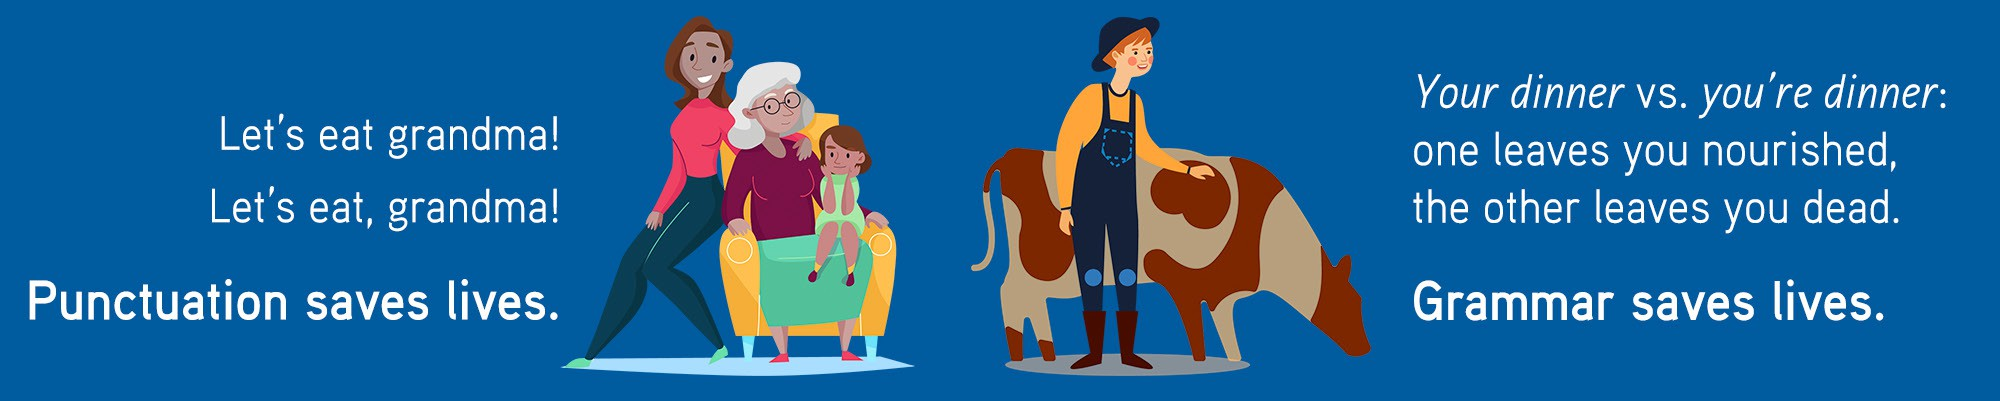 Let's eat grandma!
Let's eat, grandma!
Punctuation saves lives.
Your dinner vs. you're dinner:
one leaves you nourished,
the other leaves you dead.
Grammar saves lives.